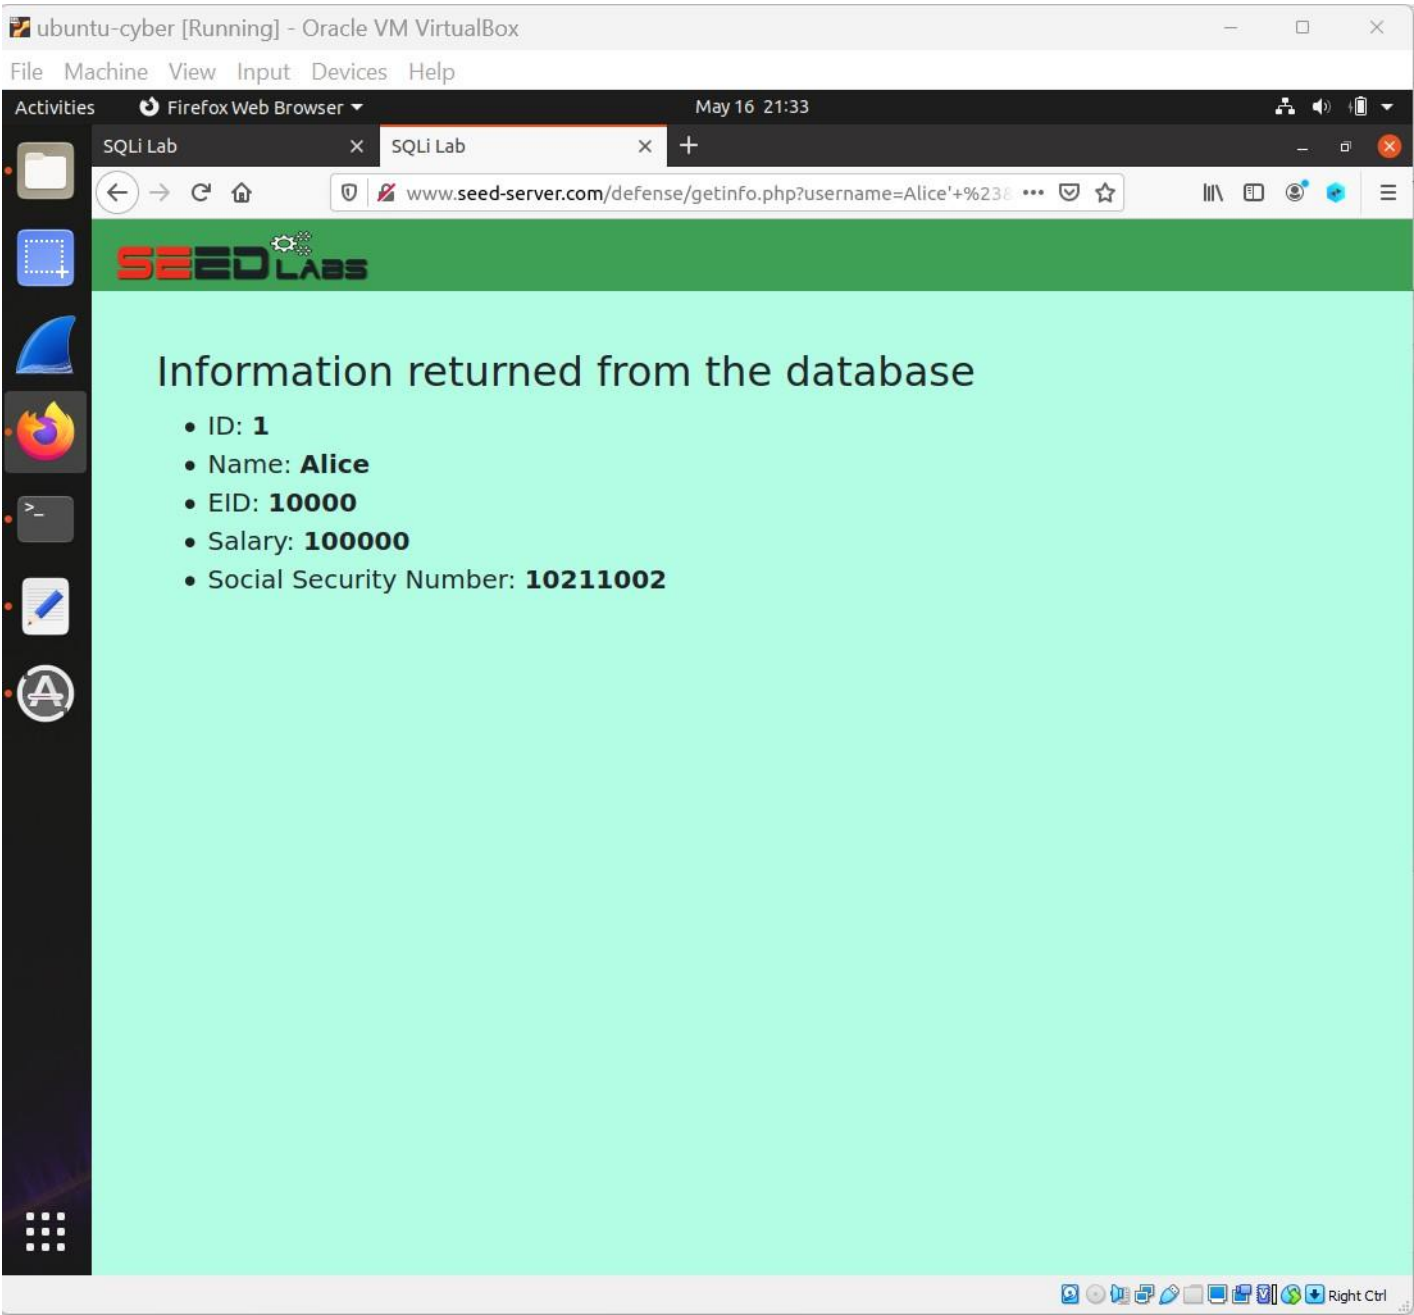 ubuntu-cyber [Running] - Oracle VM VirtualBox
File Machine View Input Devices Help
Activities Firefox Web Browser May 16 21:33
SQLi Lab SQLi Lab
www.seed-server.com/defense/getinfo.php?username=Alice'+%238
SEED LABS
Information returned from the database
• ID: 1
• Name: Alice
• EID: 10000
• Salary: 100000
• Social Security Number: 10211002
Right Ctrl